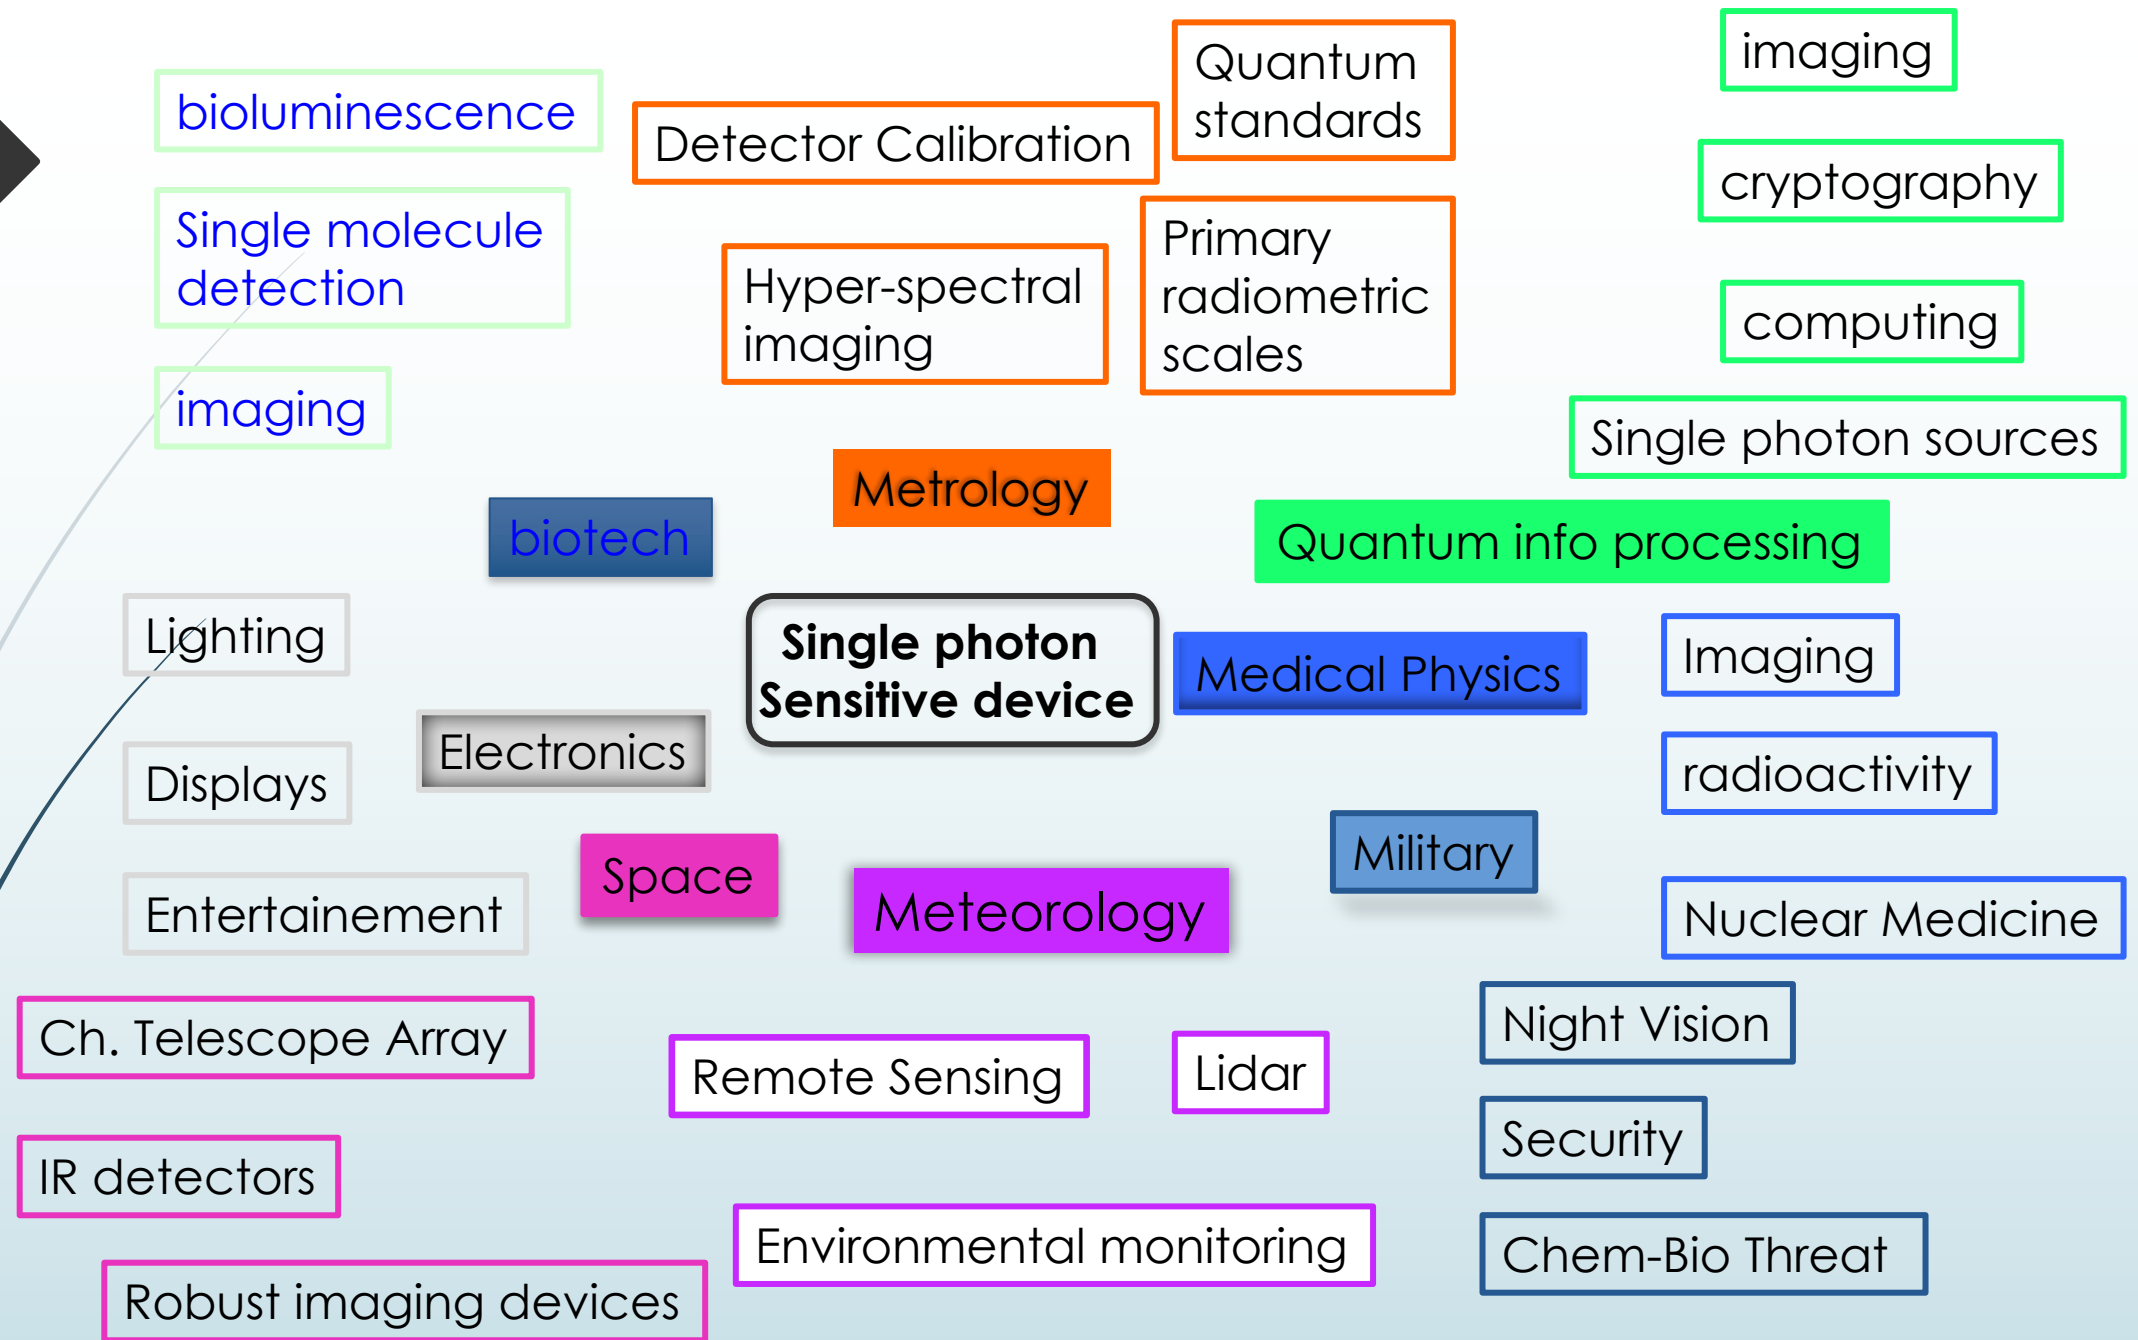 bioluminescence
Single molecule
detection
imaging
Detector Calibration
Quantum
standards
Hyper-spectral
imaging
Primary
radiometric
scales
imaging
cryptography
computing
Single photon sources
biotech
Metrology
Quantum info processing
Single photon
Sensitive device
Medical Physics
Electronics
Space
Meteorology
Military
Lighting
Displays
Entertainement
Imaging
radioactivity
Nuclear Medicine
Ch. Telescope Array
IR detectors
Robust imaging devices
Remote Sensing
Lidar
Environmental monitoring
Night Vision
Security
Chem-Bio Threat